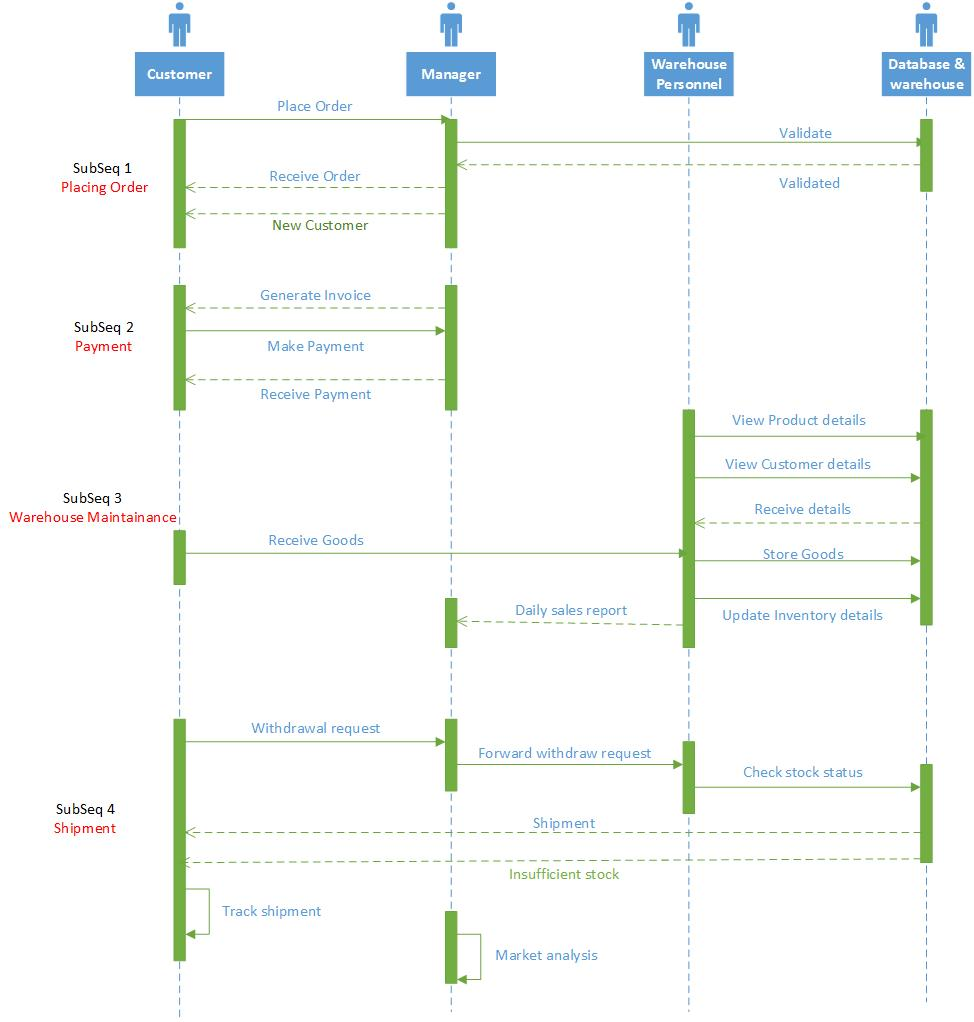 Customer
Manager
Warehouse
Personnel
Database &
warehouse
Place Order
Validate
SubSeq 1
Placing Order
Receive Order
Validated
New Customer
Generate Invoice
SubSeq 2
Payment
Make Payment
Receive Payment
View Product details
View Customer details
SubSeq 3
Warehouse Maintainance
Receive details
Receive Goods
Store Goods
Daily sales report
Update Inventory details
Withdrawal request
Forward withdraw request
Check stock status
SubSeq 4
Shipment
Shipment
Insufficient stock
Track shipment
Market analysis